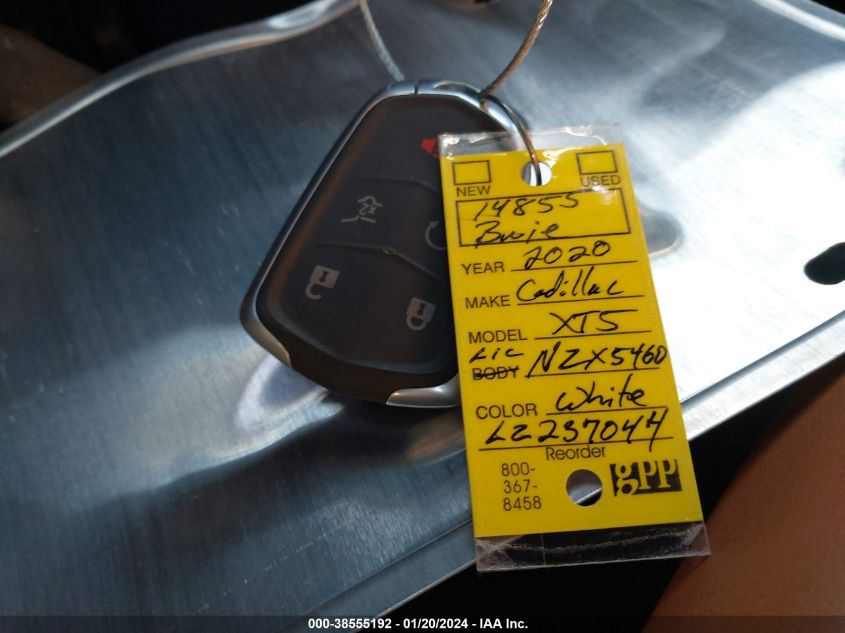 NEW USED
14855
Buie
YEAR 2020
MAKE Cadillac
MODEL XT5
LIC
BODY NZX5460
COLOR White
LZ237044
Reorder
800-
367-
8458
gpp
000-38555192 - 01/20/2024 - IAA Inc.